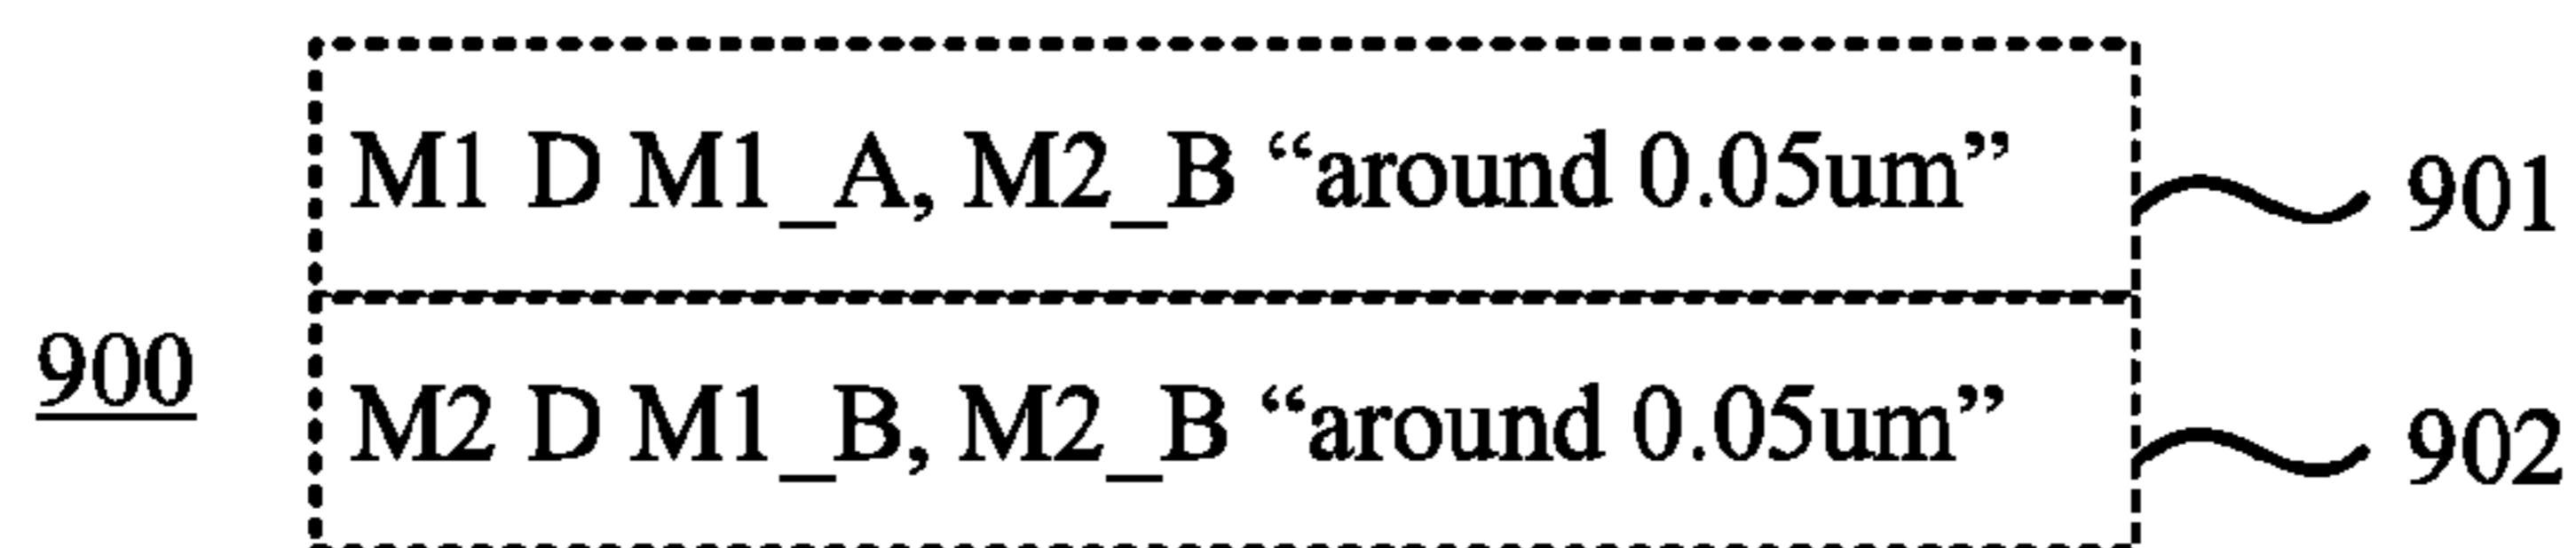 M1 D M1_A, M2_B “around 0.05um”
901
900
M2 D M1_B, M2_B “around 0.05um”
902